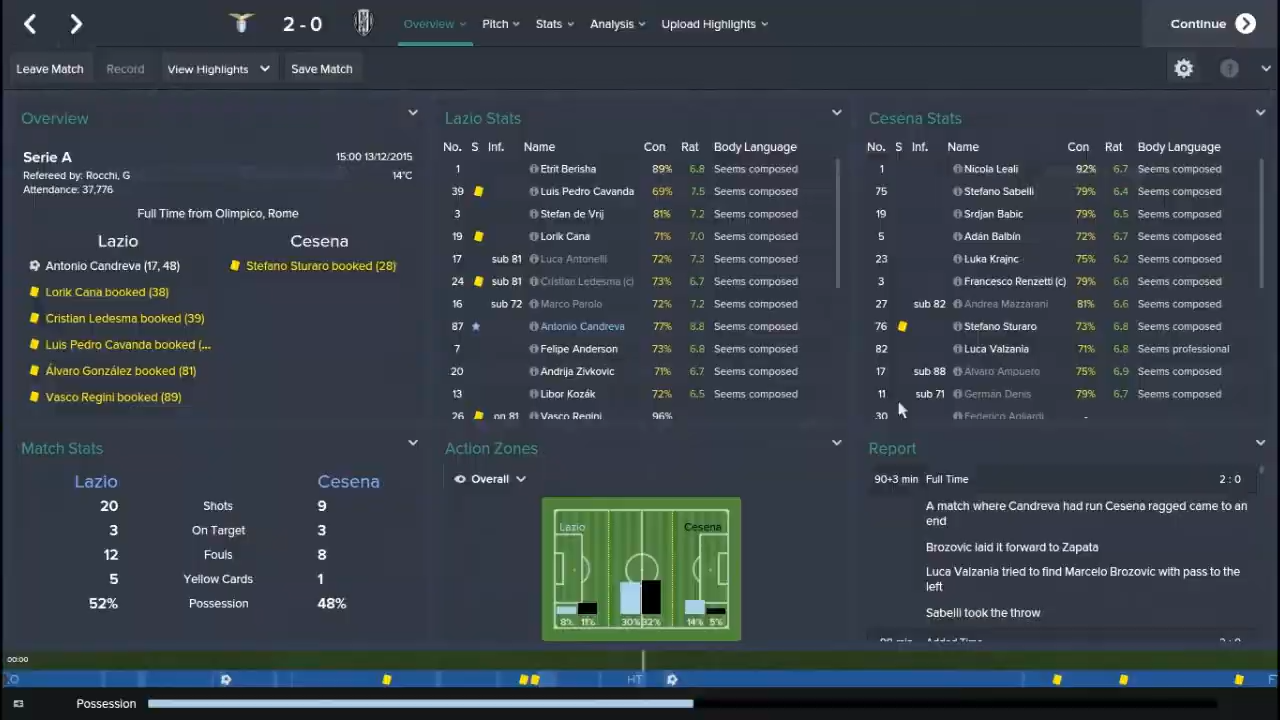 2 - 0
Overview Pitch Stats Analysis Upload Highlights
Continue
Leave Match Record View Highlights Save Match
Overview
Serie A 15:00 13/12/2015
Refereed by: Rocchi, G 14°C
Attendance: 37,776
Full Time from Olimpico, Rome
Lazio Cesena
Antonio Candreva (17, 48) Stefano Sturaro booked (28)
Lorik Cana booked (38)
Cristian Ledesma booked (39)
Luis Pedro Cavanda booked (...
Álvaro González booked (81)
Vasco Regini booked (89)
Lazio Stats
No. S Inf. Name Con Rat Body Language
1 Etrit Berisha 89% 6.8 Seems composed
39 Luis Pedro Cavanda 69% 7.5 Seems composed
3 Stefan de Vrij 81% 7.2 Seems composed
19 Lorik Cana 71% 7.0 Seems composed
17 sub 81 Luca Antonelli 72% 7.3 Seems composed
24 sub 81 Cristian Ledesma (c) 73% 6.7 Seems composed
16 sub 72 Marco Parolo 72% 7.2 Seems composed
87 Antonio Candreva 77% 8.8 Seems composed
7 Felipe Anderson 73% 6.8 Seems composed
20 Andrija Zivkovic 71% 6.7 Seems composed
13 Libor Kozák 72% 6.5 Seems composed
26 on 81 Vasco Regini 96%
Cesena Stats
No. S Inf. Name Con Rat Body Language
1 Nicola Leali 92% 6.7 Seems composed
75 Stefano Sabelli 79% 6.4 Seems composed
19 Srdjan Babic 79% 6.5 Seems composed
5 Adán Balbín 72% 6.7 Seems composed
23 Luka Krajnc 75% 6.2 Seems composed
3 Francesco Renzetti (c) 79% 6.6 Seems composed
27 sub 82 Andrea Mazzarani 81% 6.6 Seems composed
76 Stefano Sturaro 73% 6.8 Seems composed
82 Luca Valzania 71% 6.8 Seems professional
17 sub 88 Álvaro Ampuero 75% 6.9 Seems composed
11 sub 71 Germán Denis 79% 6.7 Seems composed
30 Federico Agliardi -
Match Stats
Lazio Cesena
20 Shots 9
3 On Target 3
12 Fouls 8
5 Yellow Cards 1
52% Possession 48%
Action Zones
Overall
Lazio Cesena
8% 11% 30% 32% 14% 5%
Report
90+3 min Full Time 2 : 0
A match where Candreva had run Cesena ragged came to an
end
Brozovic laid it forward to Zapata
Luca Valzania tried to find Marcelo Brozovic with pass to the
left
Sabelli took the throw
90 min Added Time 2 : 0
00:00
HT
Possession